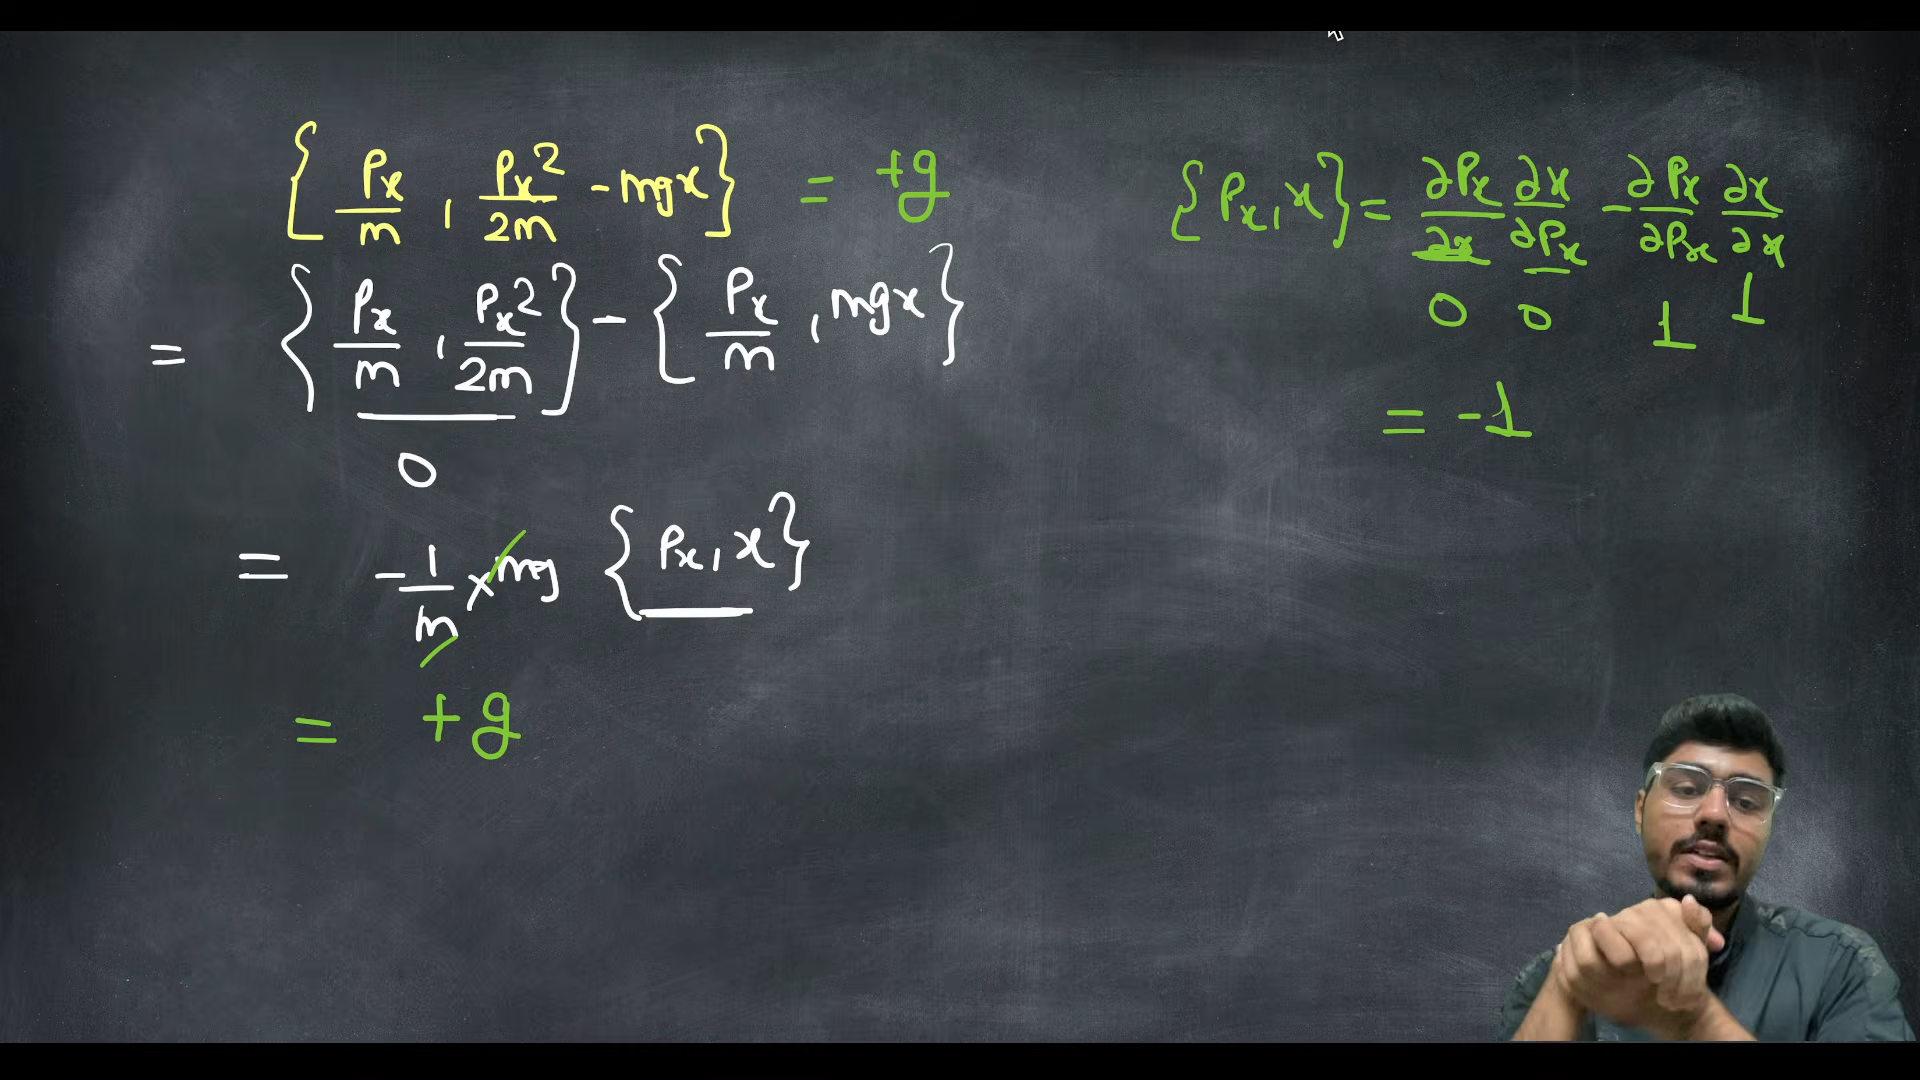 {Px/m , Px²/2m - mgx} = +g
= {Px/m , Px²/2m} - {Px/m , mgx}
0
= -1/m × mg {Px, x}
= +g
{Px, x} = ∂Px/∂x ∂x/∂Px - ∂Px/∂Px ∂x/∂x
0 0 1 1
= -1